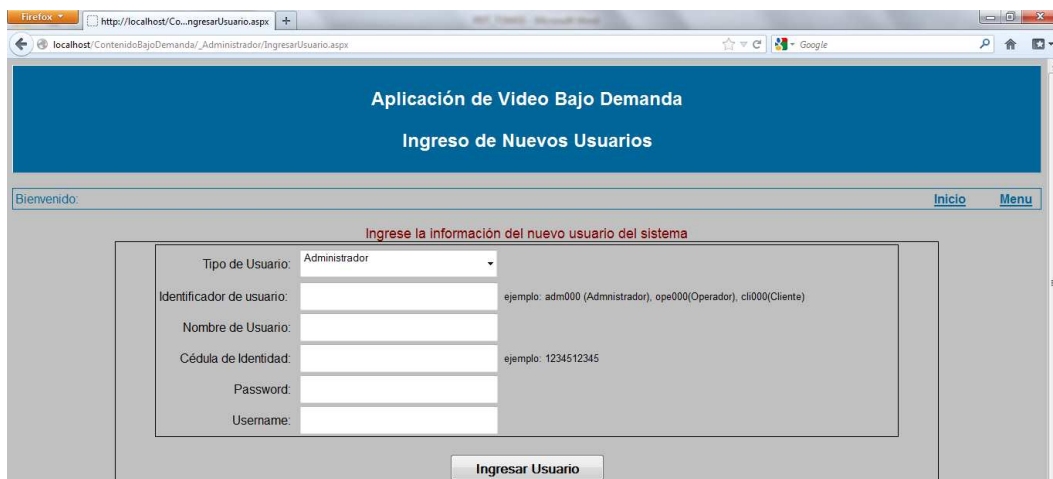 Firefox
http://localhost/Co...ngresarUsuario.aspx
localhost/ContenidoBajoDemanda/_Administrador/IngresarUsuario.aspx
Google
Aplicación de Video Bajo Demanda
Ingreso de Nuevos Usuarios
Bienvenido:
Inicio
Menu
Ingrese la información del nuevo usuario del sistema
Tipo de Usuario:
Administrador
Identificador de usuario:
ejemplo: adm000 (Admnistrador), ope000(Operador), cli000(Cliente)
Nombre de Usuario:
Cédula de Identidad:
ejemplo: 1234512345
Password:
Username:
Ingresar Usuario